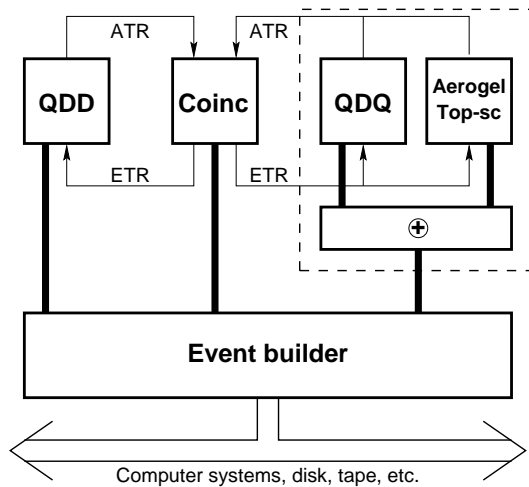 ATR
ATR
QDD
Coinc
QDQ
Aerogel
Top-sc
ETR
ETR
+
Event builder
Computer systems, disk, tape, etc.